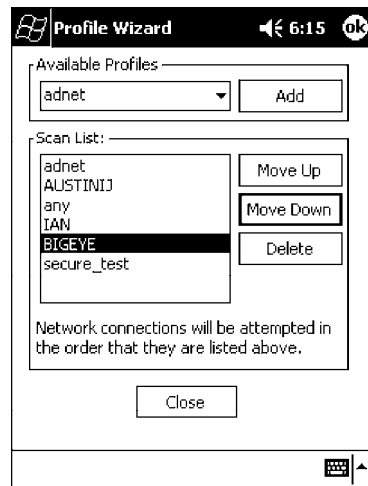 Profile Wizard 6:15 ok
Available Profiles
adnet Add
Scan List:
adnet
AUSTINIJ
any
IAN
BIGEYE
secure_test
Move Up
Move Down
Delete
Network connections will be attempted in
the order that they are listed above.
Close